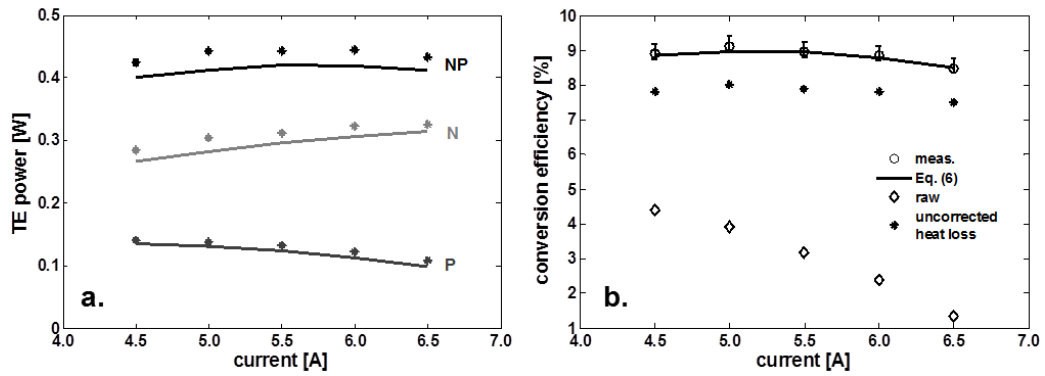 0.5
0.4
0.3
0.2
0.1
0
TE power [W]
NP
N
P
a.
4.0 4.5 5.0 5.5 6.0 6.5 7.0
current [A]
10
9
8
7
6
5
4
3
2
1
conversion efficiency [%]
meas.
Eq. (6)
raw
uncorrected
heat loss
b.
4.0 4.5 5.0 5.5 6.0 6.5 7.0
current [A]